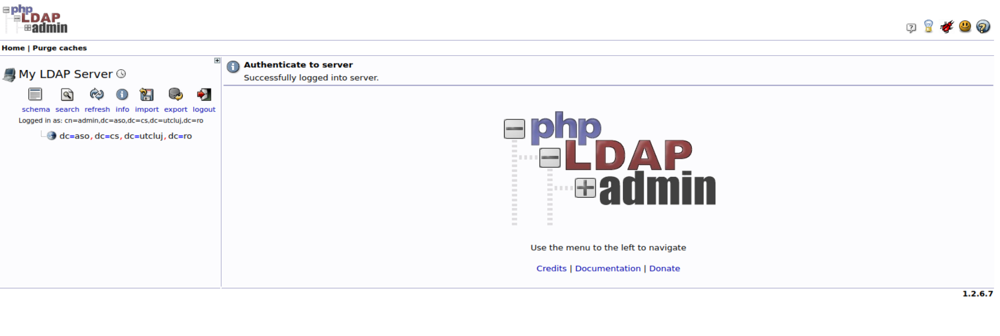 php
LDAP
admin
Home | Purge caches
My LDAP Server
schema search refresh info import export logout
Logged in as: cn=admin,dc=aso,dc=cs,dc=utcluj,dc=ro
dc=aso, dc=cs, dc=utcluj, dc=ro
Authenticate to server
Successfully logged into server.
php
LDAP
admin
Use the menu to the left to navigate
Credits | Documentation | Donate
1.2.6.7